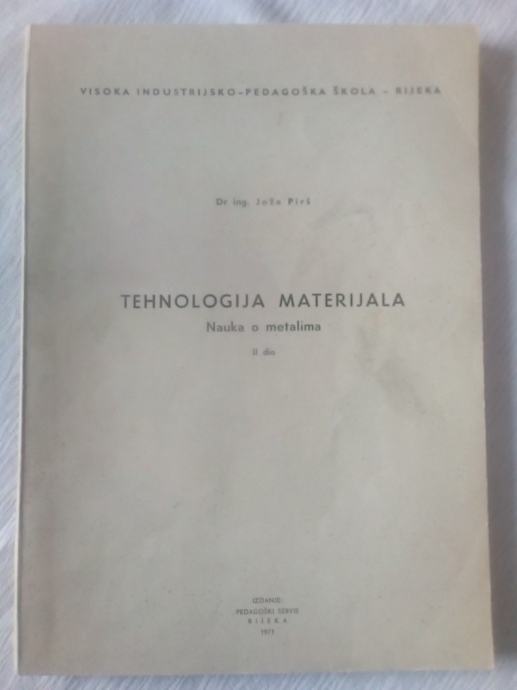 VISOKA INDUSTRIJSKO-PEDAGOŠKA ŠKOLA - RIJEKA
Dr ing. Joža Pirš
TEHNOLOGIJA MATERIJALA
Nauka o metalima
II dio
IZDANJE:
PEDAGOŠKI SERVIS
RIJEKA
1971